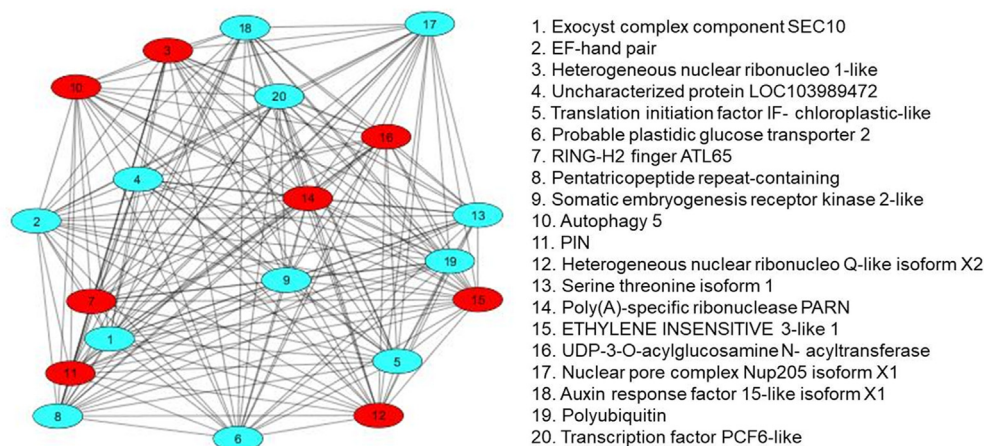 18
17
3
10
20
16
4
14
2
13
19
9
7
15
1
5
11
8
12
6
1. Exocyst complex component SEC10
2. EF-hand pair
3. Heterogeneous nuclear ribonucleo 1-like
4. Uncharacterized protein LOC103989472
5. Translation initiation factor IF- chloroplastic-like
6. Probable plastidic glucose transporter 2
7. RING-H2 finger ATL65
8. Pentatricopeptide repeat-containing
9. Somatic embryogenesis receptor kinase 2-like
10. Autophagy 5
11. PIN
12. Heterogeneous nuclear ribonucleo Q-like isoform X2
13. Serine threonine isoform 1
14. Poly(A)-specific ribonuclease PARN
15. ETHYLENE INSENSITIVE 3-like 1
16. UDP-3-O-acylglucosamine N- acyltransferase
17. Nuclear pore complex Nup205 isoform X1
18. Auxin response factor 15-like isoform X1
19. Polyubiquitin
20. Transcription factor PCF6-like